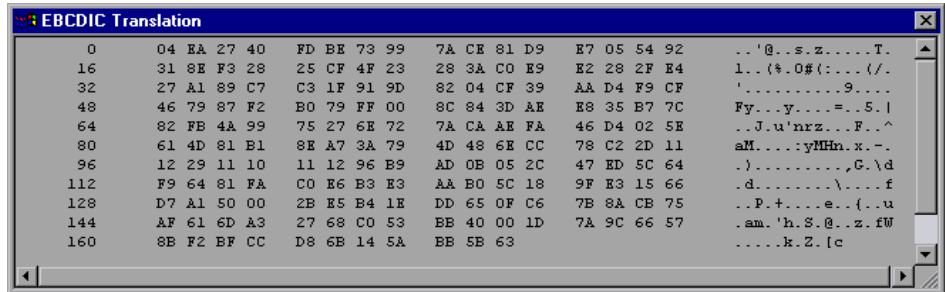 EBCDIC Translation
0 04 EA 27 40 FD BE 73 99 7A CE 81 D9 E7 05 54 92 ..'@..s.z.....T.
16 31 8E F3 28 25 CF 4F 23 28 3A C0 E9 E2 28 2F E4 1..(%.O#(:...(/.
32 27 A1 89 C7 C3 1F 91 9D 82 04 CF 39 AA D4 F9 CF '..........9....
48 46 79 87 F2 B0 79 FF 00 8C 84 3D AE E8 35 B7 7C Fy...y....=..5.|
64 82 FB 4A 99 75 27 6E 72 7A CA AE FA 46 D4 02 5E ..J.u'nrz...F..^
80 61 4D 81 B1 8E A7 3A 79 4D 48 6E CC 78 C2 2D 11 aM....:yMHn.x.-.
96 12 29 11 10 11 12 96 B9 AD 0B 05 2C 47 ED 5C 64 .).........,G.\d
112 F9 64 81 FA C0 E6 B3 E3 AA B0 5C 18 9F E3 15 66 .d........\....f
128 D7 A1 50 00 2B E5 B4 1E DD 65 0F C6 7B 8A CB 75 ..P.+....e..{..u
144 AF 61 6D A3 27 68 C0 53 BB 40 00 1D 7A 9C 66 57 .am.'h.S.@..z.fW
160 8B F2 BF CC D8 6B 14 5A BB 5B 63 .....k.Z.[c